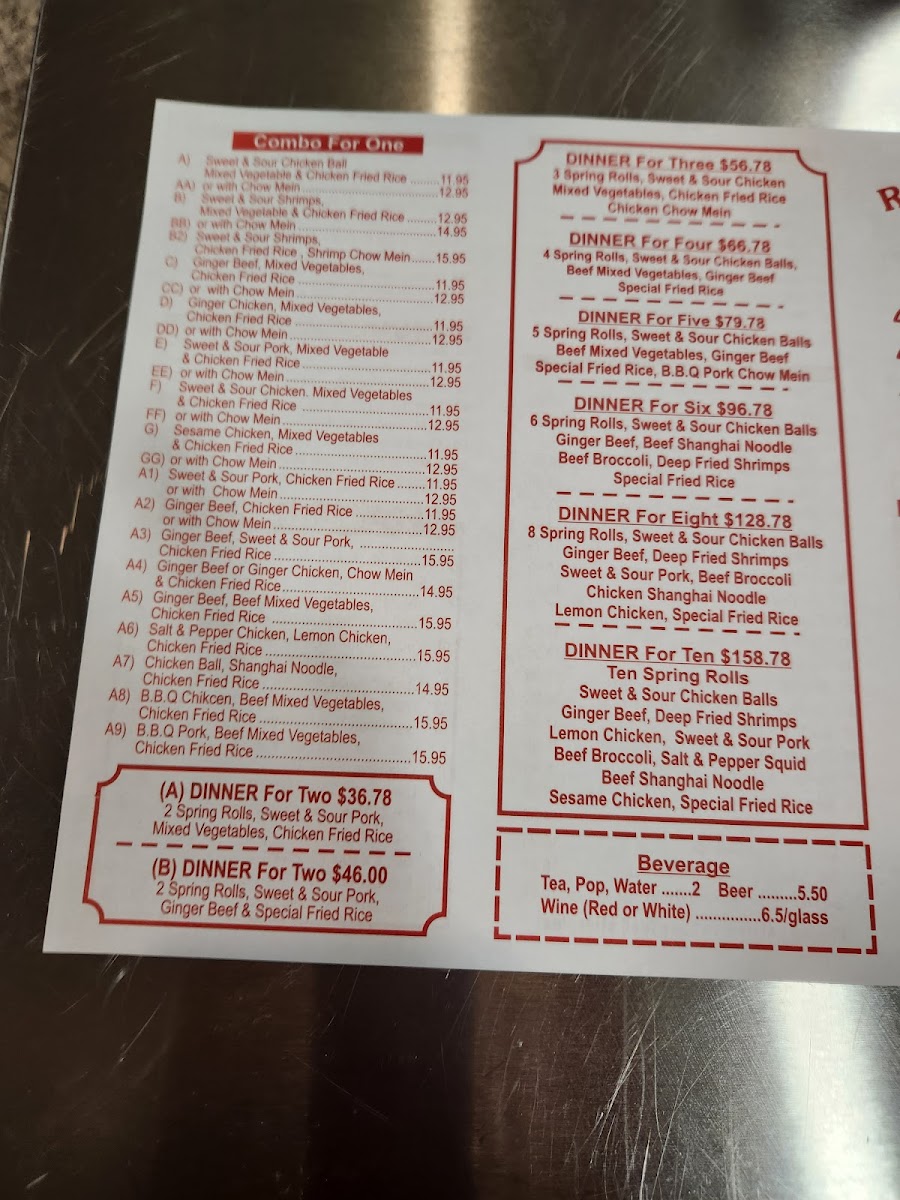 Combo For One
A) Sweet & Sour Chicken Ball
Mixed Vegetable & Chicken Fried Rice ........11.95
AA) or with Chow Mein ..............................12.95
B) Sweet & Sour Shrimps,
Mixed Vegetable & Chicken Fried Rice .........12.95
BB) or with Chow Mein ..............................14.95
B2) Sweet & Sour Shrimps,
Chicken Fried Rice , Shrimp Chow Mein.......15.95
C) Ginger Beef, Mixed Vegetables,
Chicken Fried Rice ..............................11.95
CC) or with Chow Mein ..............................12.95
D) Ginger Chicken, Mixed Vegetables,
Chicken Fried Rice ..............................11.95
DD) or with Chow Mein ..............................12.95
E) Sweet & Sour Pork, Mixed Vegetable
& Chicken Fried Rice ..............................11.95
EE) or with Chow Mein ..............................12.95
F) Sweet & Sour Chicken. Mixed Vegetables
& Chicken Fried Rice ..............................11.95
FF) or with Chow Mein ..............................12.95
G) Sesame Chicken, Mixed Vegetables
& Chicken Fried Rice ..............................11.95
GG) or with Chow Mein ..............................12.95
A1) Sweet & Sour Pork, Chicken Fried Rice ........11.95
or with Chow Mein ..............................12.95
A2) Ginger Beef, Chicken Fried Rice ..................11.95
or with Chow Mein ..............................12.95
A3) Ginger Beef, Sweet & Sour Pork, ........................
Chicken Fried Rice ..............................15.95
A4) Ginger Beef or Ginger Chicken, Chow Mein
& Chicken Fried Rice ..............................14.95
A5) Ginger Beef, Beef Mixed Vegetables,
Chicken Fried Rice ..............................15.95
A6) Salt & Pepper Chicken, Lemon Chicken,
Chicken Fried Rice ..............................15.95
A7) Chicken Ball, Shanghai Noodle,
Chicken Fried Rice ..............................14.95
A8) B.B.Q Chikcen, Beef Mixed Vegetables,
Chicken Fried Rice ..............................15.95
A9) B.B.Q Pork, Beef Mixed Vegetables,
Chicken Fried Rice ..............................15.95
(A) DINNER For Two $36.78
2 Spring Rolls, Sweet & Sour Pork,
Mixed Vegetables, Chicken Fried Rice
(B) DINNER For Two $46.00
2 Spring Rolls, Sweet & Sour Pork,
Ginger Beef & Special Fried Rice
DINNER For Three $56.78
3 Spring Rolls, Sweet & Sour Chicken
Mixed Vegetables, Chicken Fried Rice
Chicken Chow Mein
DINNER For Four $66.78
4 Spring Rolls, Sweet & Sour Chicken Balls,
Beef Mixed Vegetables, Ginger Beef
Special Fried Rice
DINNER For Five $79.78
5 Spring Rolls, Sweet & Sour Chicken Balls
Beef Mixed Vegetables, Ginger Beef
Special Fried Rice, B.B.Q Pork Chow Mein
DINNER For Six $96.78
6 Spring Rolls, Sweet & Sour Chicken Balls
Ginger Beef, Beef Shanghai Noodle
Beef Broccoli, Deep Fried Shrimps
Special Fried Rice
DINNER For Eight $128.78
8 Spring Rolls, Sweet & Sour Chicken Balls
Ginger Beef, Deep Fried Shrimps
Sweet & Sour Pork, Beef Broccoli
Chicken Shanghai Noodle
Lemon Chicken, Special Fried Rice
DINNER For Ten $158.78
Ten Spring Rolls
Sweet & Sour Chicken Balls
Ginger Beef, Deep Fried Shrimps
Lemon Chicken, Sweet & Sour Pork
Beef Broccoli, Salt & Pepper Squid
Beef Shanghai Noodle
Sesame Chicken, Special Fried Rice
Beverage
Tea, Pop, Water .......2 Beer .........5.50
Wine (Red or White) ...............6.5/glass